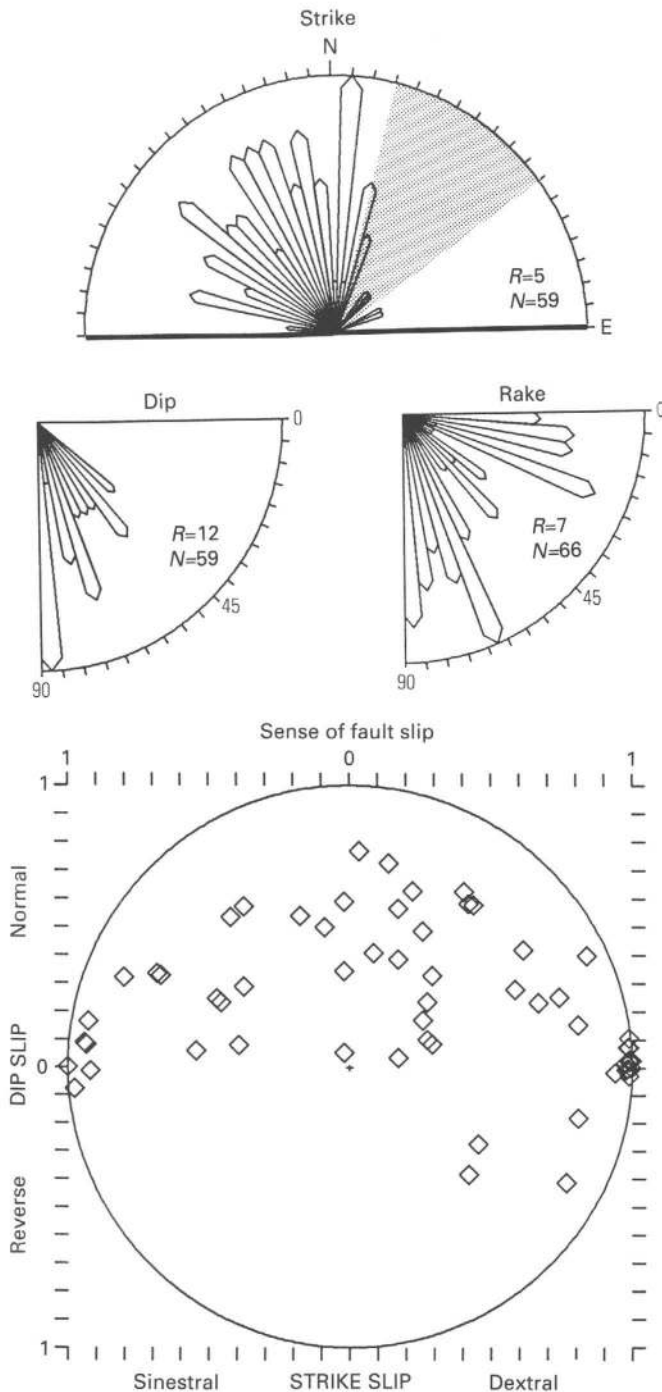 Strike
N
R=5
N=59
E
Dip
0
R=12
N=59
45
90
Rake
0
R=7
N=66
45
90
Sense of fault slip
1 0 1
1
Normal
DIP SLIP
0
Reverse
1
Sinestral STRIKE SLIP Dextral